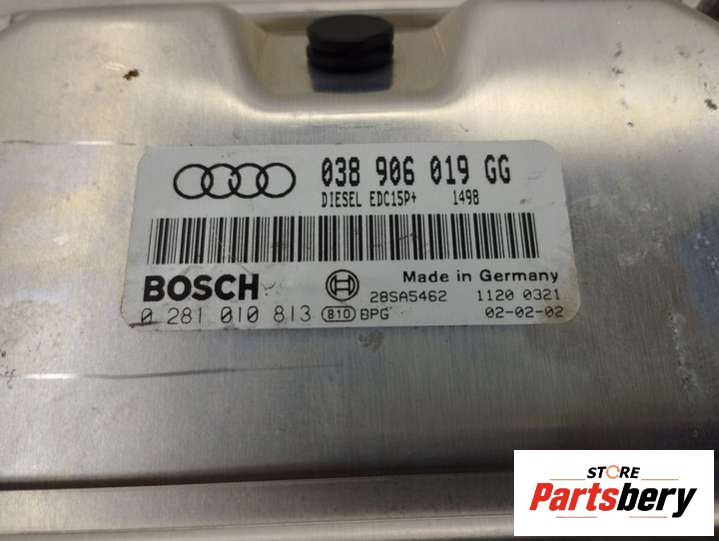 038 906 019 GG
DIESEL EDC15P+ 1498
BOSCH
Made in Germany
28SA5462 1120 0321
0 281 010 813 810 BPG 02-02-02
STORE
Partsbery